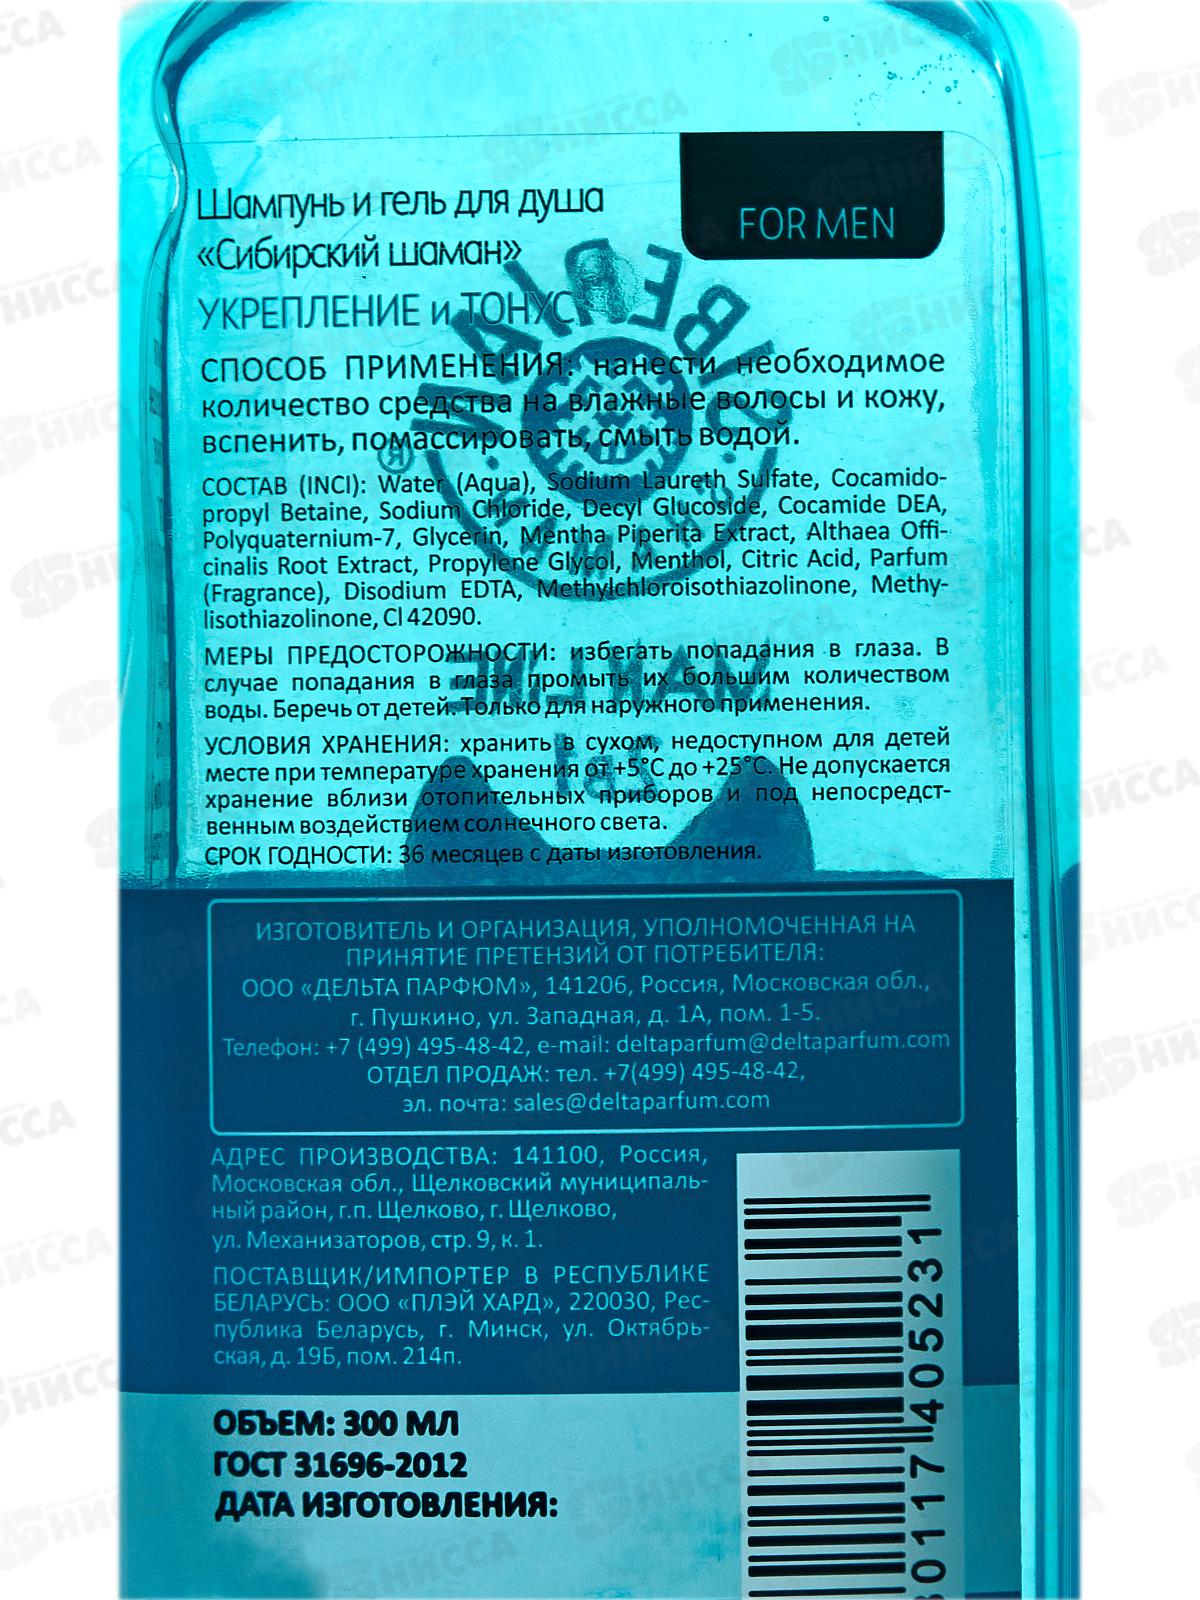 FOR MEN
Шампунь и гель для душа
«Сибирский шаман»
УКРЕПЛЕНИЕ и ТОНУС
СПОСОБ ПРИМЕНЕНИЯ: нанести необходимое
количество средства на влажные волосы и кожу,
вспенить, помассировать, смыть водой.
СОСТАВ (INCI): Water (Aqua), Sodium Laureth Sulfate, Cocamido-
propyl Betaine, Sodium Chloride, Decyl Glucoside, Cocamide DEA,
Polyquaternium-7, Glycerin, Mentha Piperita Extract, Althaea Offi-
cinalis Root Extract, Propylene Glycol, Menthol, Citric Acid, Parfum
(Fragrance), Disodium EDTA, Methylchloroisothiazolinone, Methy-
lisothiazolinone, CI 42090.
МЕРЫ ПРЕДОСТОРОЖНОСТИ: избегать попадания в глаза. В
случае попадания в глаза промыть их большим количеством
воды. Беречь от детей. Только для наружного применения.
УСЛОВИЯ ХРАНЕНИЯ: хранить в сухом, недоступном для детей
месте при температуре хранения от +5°С до +25°С. Не допускается
хранение вблизи отопительных приборов и под непосредст-
венным воздействием солнечного света.
СРОК ГОДНОСТИ: 36 месяцев с даты изготовления.
ИЗГОТОВИТЕЛЬ И ОРГАНИЗАЦИЯ, УПОЛНОМОЧЕННАЯ НА
ПРИНЯТИЕ ПРЕТЕНЗИЙ ОТ ПОТРЕБИТЕЛЯ:
ООО «ДЕЛЬТА ПАРФЮМ», 141206, Россия, Московская обл.,
г. Пушкино, ул. Западная, д. 1А, пом. 1-5.
Телефон: +7 (499) 495-48-42, e-mail: deltaparfum@deltaparfum.com
ОТДЕЛ ПРОДАЖ: тел. +7(499) 495-48-42,
эл. почта: sales@deltaparfum.com
АДРЕС ПРОИЗВОДСТВА: 141100, Россия,
Московская обл., Щелковский муниципаль-
ный район, г.п. Щелково, г. Щелково,
ул. Механизаторов, стр. 9, к. 1.
ПОСТАВЩИК/ИМПОРТЕР В РЕСПУБЛИКЕ
БЕЛАРУСЬ: ООО «ПЛЭЙ ХАРД», 220030, Рес-
публика Беларусь, г. Минск, ул. Октябрь-
ская, д. 19Б, пом. 214п.
ОБЪЕМ: 300 МЛ
ГОСТ 31696-2012
ДАТА ИЗГОТОВЛЕНИЯ:
30117 405231